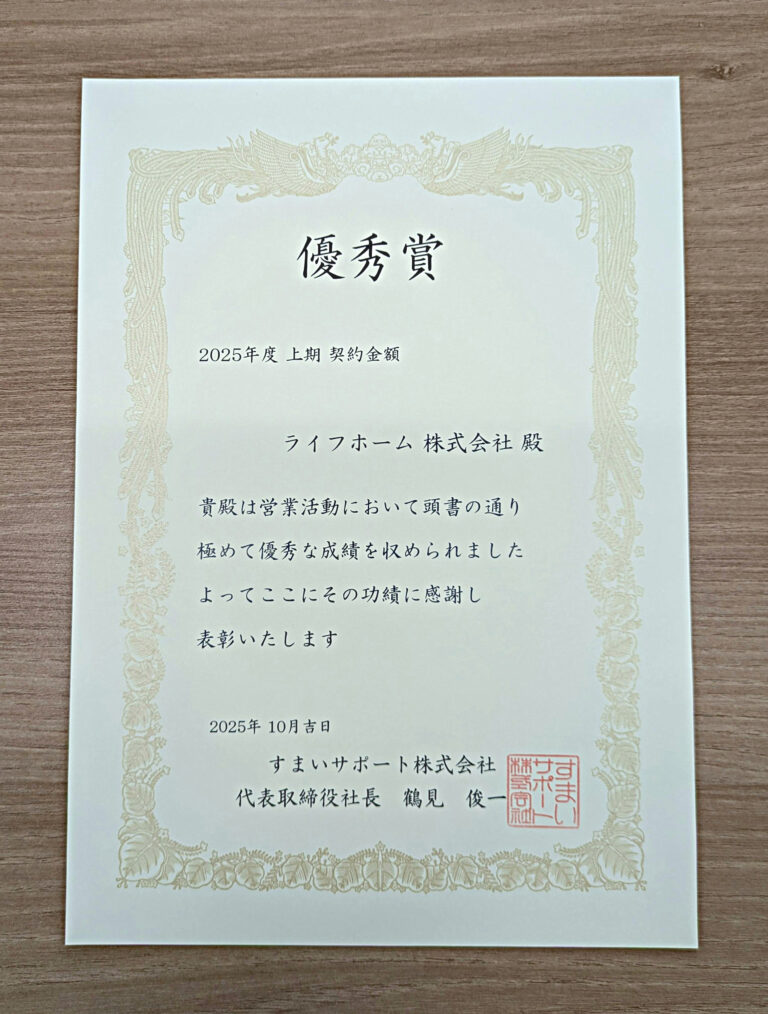 優秀賞
2025年度 上期 契約金額
ライフホーム 株式会社 殿
貴殿は営業活動において頭書の通り
極めて優秀な成績を収められました
よってここにその功績に感謝し
表彰いたします
2025年 10月吉日
すまいサポート株式会社
代表取締役社長 鶴見 俊一
すまい
サポート
株式会社